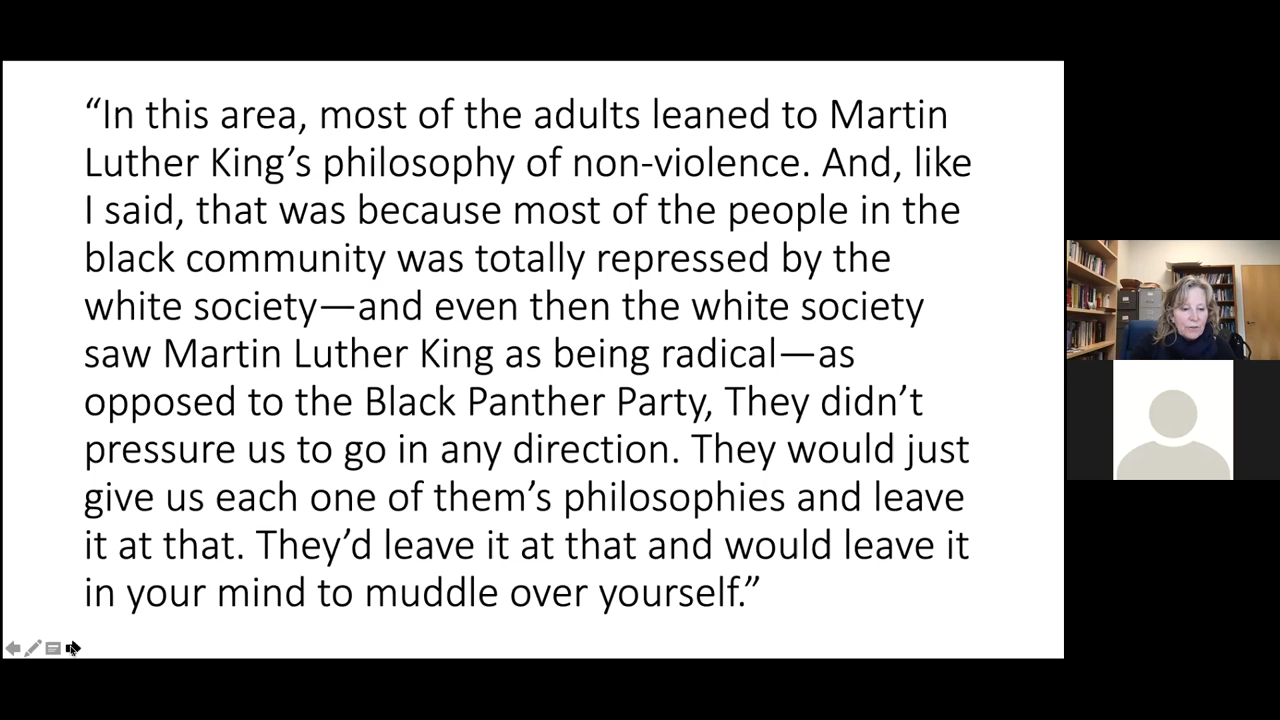 “In this area, most of the adults leaned to Martin
Luther King’s philosophy of non-violence. And, like
I said, that was because most of the people in the
black community was totally repressed by the
white society—and even then the white society
saw Martin Luther King as being radical—as
opposed to the Black Panther Party, They didn’t
pressure us to go in any direction. They would just
give us each one of them’s philosophies and leave
it at that. They’d leave it at that and would leave it
in your mind to muddle over yourself.”